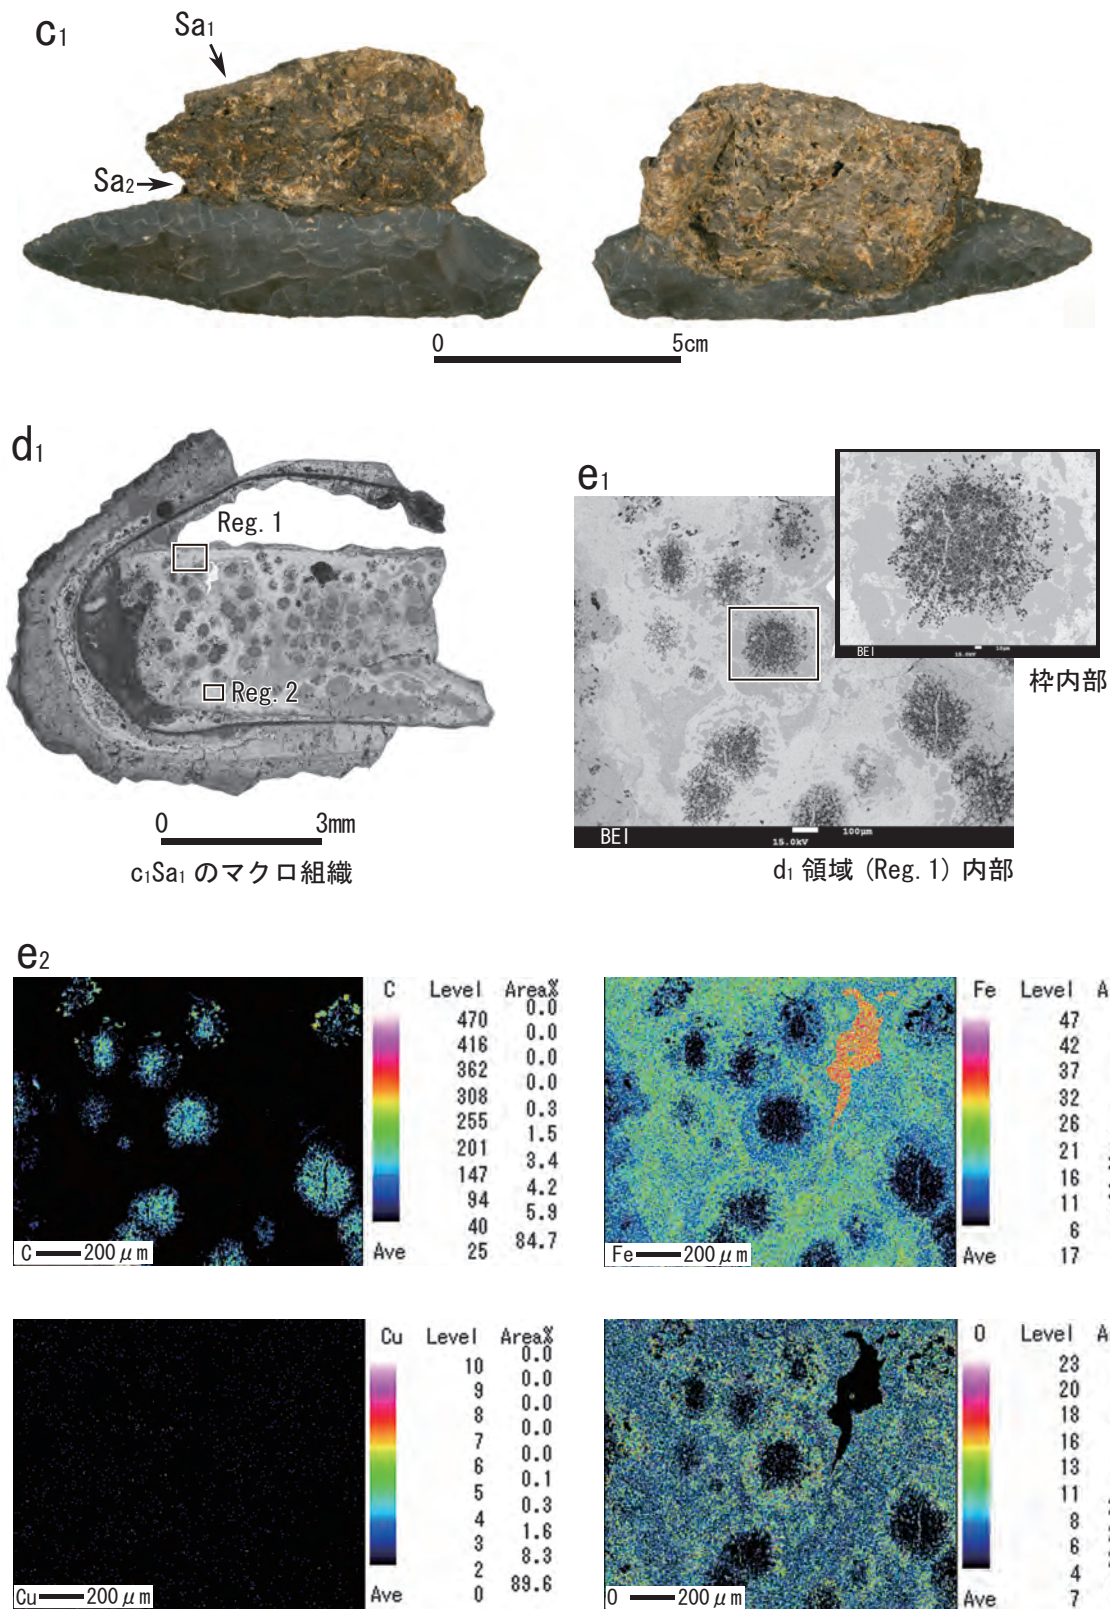 c₁
Sa₁
Sa₂
0 5cm
d₁
Reg. 1
Reg. 2
0 3mm
c₁Sa₁ のマクロ組織
e₁
BEI
枠内部
BEI 15.0kV 100μm
d₁ 領域 (Reg. 1) 内部
e₂
C Level Area%
0.0
470
0.0
416
0.0
362
0.0
308
0.3
255
1.5
201
3.4
147
4.2
94
5.9
40
84.7
Ave 25
C 200μm
Fe Level A
47
42
37
32
26
21
16
11
6
Ave 17
Fe 200μm
Cu Level Area%
0.0
10
0.0
9
0.0
8
0.0
7
0.0
6
0.1
5
0.3
4
1.6
3
8.3
2
89.6
Ave 0
Cu 200μm
O Level A
23
20
18
16
13
11
8
6
4
Ave 7
O 200μm